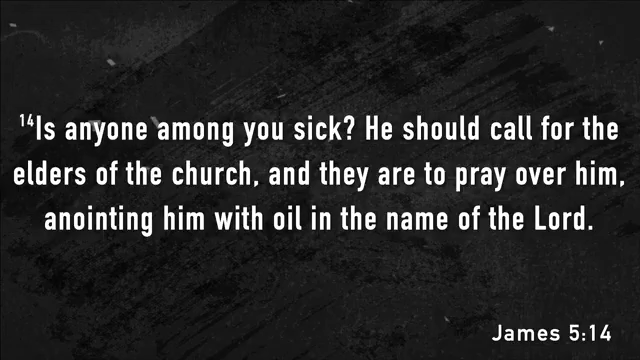 ¹⁴Is anyone among you sick? He should call for the
elders of the church, and they are to pray over him,
anointing him with oil in the name of the Lord.
James 5:14